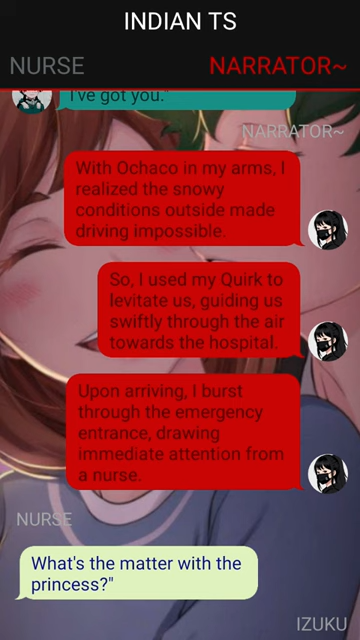 INDIAN TS
NURSE
NARRATOR~
I've got you."
NARRATOR~
With Ochaco in my arms, I
realized the snowy
conditions outside made
driving impossible.
So, I used my Quirk to
levitate us, guiding us
swiftly through the air
towards the hospital.
Upon arriving, I burst
through the emergency
entrance, drawing
immediate attention from
a nurse.
NURSE
What's the matter with the
princess?"
IZUKU